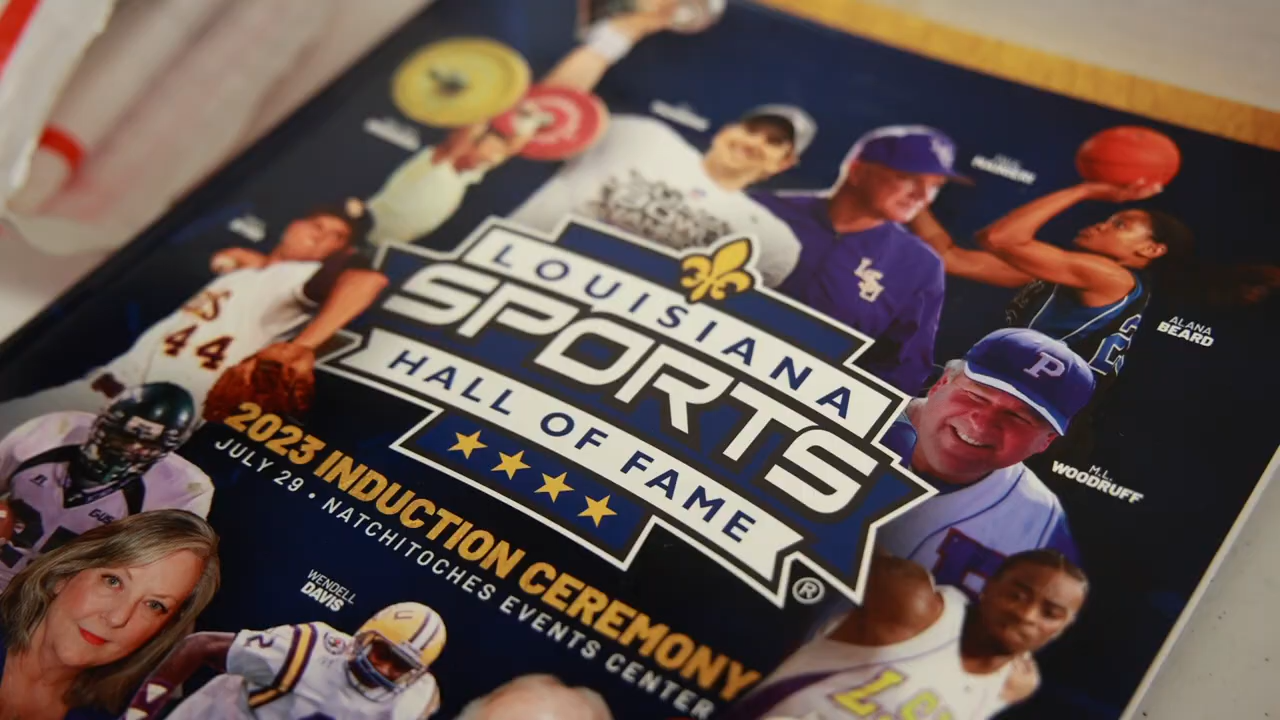 LOUISIANA
SPORTS
HALL OF FAME
®
2023 INDUCTION CEREMONY
JULY 29 • NATCHITOCHES EVENTS CENTER
ALANA
BEARD
M.L.
WOODRUFF
WENDELL
DAVIS
44
P
LSU